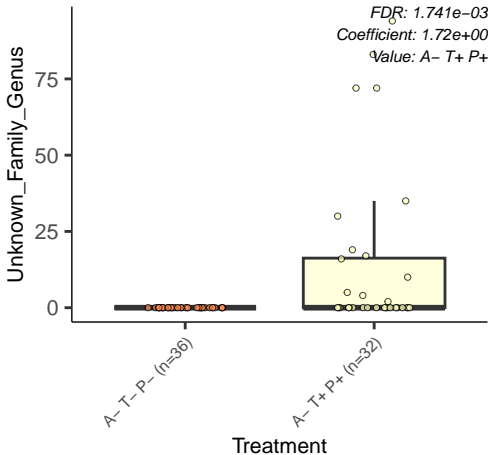 FDR: 1.741e−03
Coefficient: 1.72e+00
Value: A− T+ P+
Unknown_Family_Genus
75
50
25
0
A− T− P− (n=36)
A− T+ P+ (n=32)
Treatment